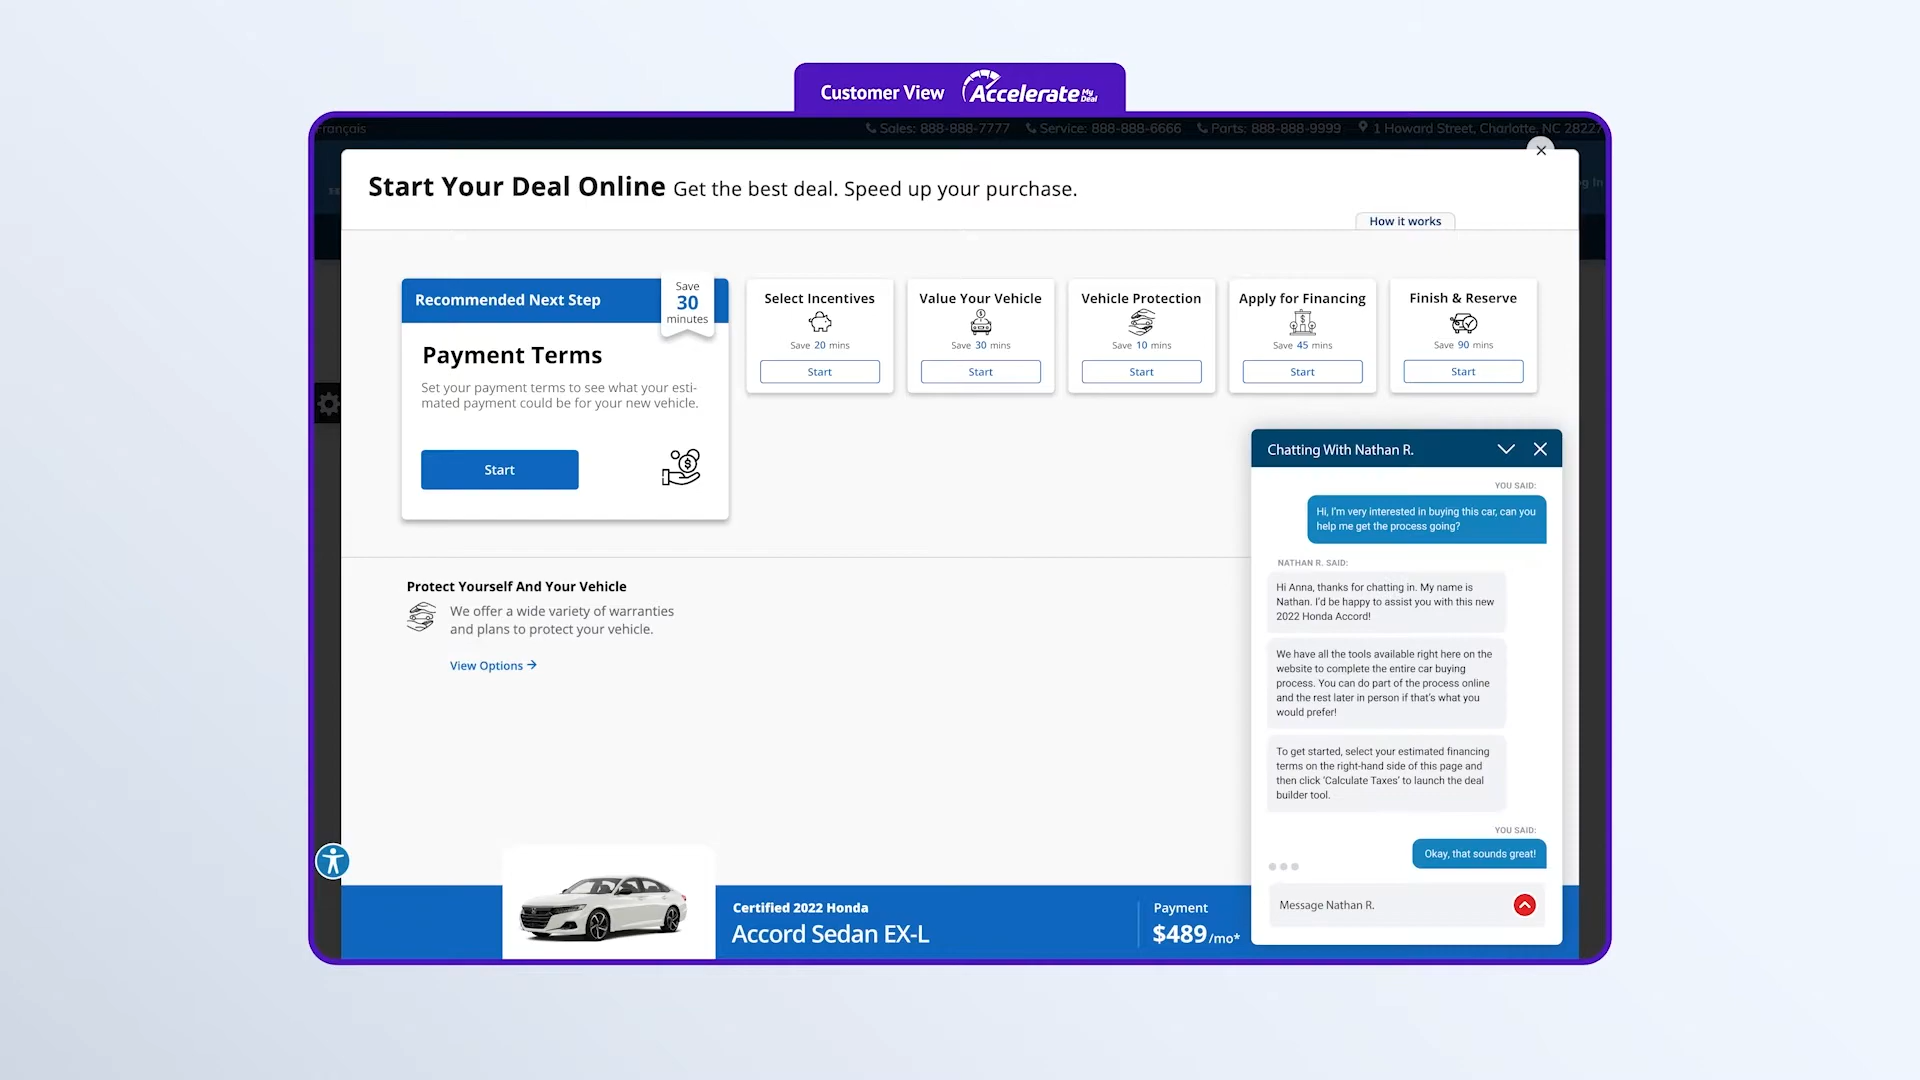 Customer View Accelerate My Deal
Français
Sales: 888-888-7777 Service: 888-888-6666 Parts: 888-888-9999 1 Howard Street, Charlotte, NC 28227
Start Your Deal Online Get the best deal. Speed up your purchase.
How it works
Recommended Next Step
Save
30
minutes
Payment Terms
Set your payment terms to see what your esti-
mated payment could be for your new vehicle.
Start
Select Incentives
Save 20 mins
Start
Value Your Vehicle
Save 30 mins
Start
Vehicle Protection
Save 10 mins
Start
Apply for Financing
Save 45 mins
Start
Finish & Reserve
Save 90 mins
Start
Protect Yourself And Your Vehicle
We offer a wide variety of warranties
and plans to protect your vehicle.
View Options
Chatting With Nathan R.
YOU SAID:
Hi, I'm very interested in buying this car, can you
help me get the process going?
NATHAN R. SAID:
Hi Anna, thanks for chatting in. My name is
Nathan. I'd be happy to assist you with this new
2022 Honda Accord!
We have all the tools available right here on the
website to complete the entire car buying
process. You can do part of the process online
and the rest later in person if that's what you
would prefer!
To get started, select your estimated financing
terms on the right-hand side of this page and
then click 'Calculate Taxes' to launch the deal
builder tool.
YOU SAID:
Okay, that sounds great!
Message Nathan R.
Certified 2022 Honda
Accord Sedan EX-L
Payment
$489/mo*